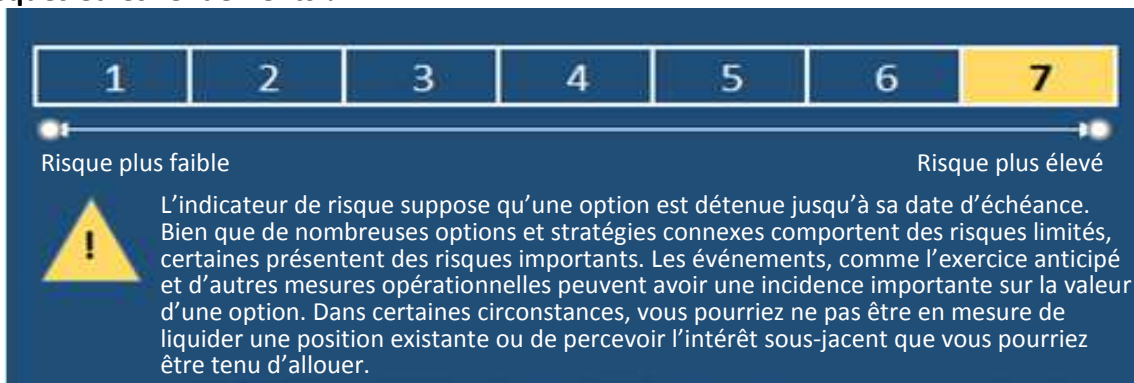 1 2 3 4 5 6 7
Risque plus faible Risque plus élevé
!
L’indicateur de risque suppose qu’une option est détenue jusqu’à sa date d’échéance.
Bien que de nombreuses options et stratégies connexes comportent des risques limités,
certaines présentent des risques importants. Les événements, comme l’exercice anticipé
et d’autres mesures opérationnelles peuvent avoir une incidence importante sur la valeur
d’une option. Dans certaines circonstances, vous pourriez ne pas être en mesure de
liquider une position existante ou de percevoir l’intérêt sous-jacent que vous pourriez
être tenu d’allouer.